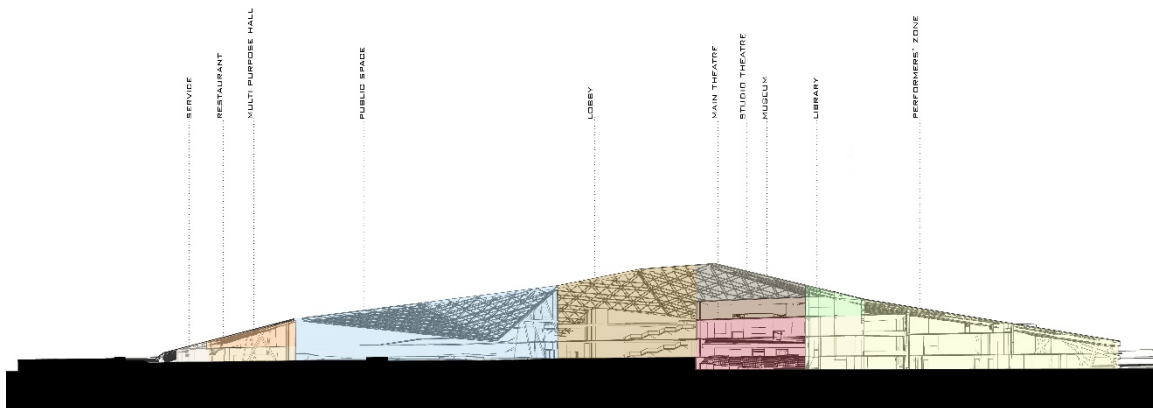 SERVICE
RESTAURANT
MULTI PURPOSE HALL
PUBLIC SPACE
LOBBY
MAIN THEATRE
STUDIO THEATRE
MUSEUM
LIBRARY
PERFORMERS' ZONE